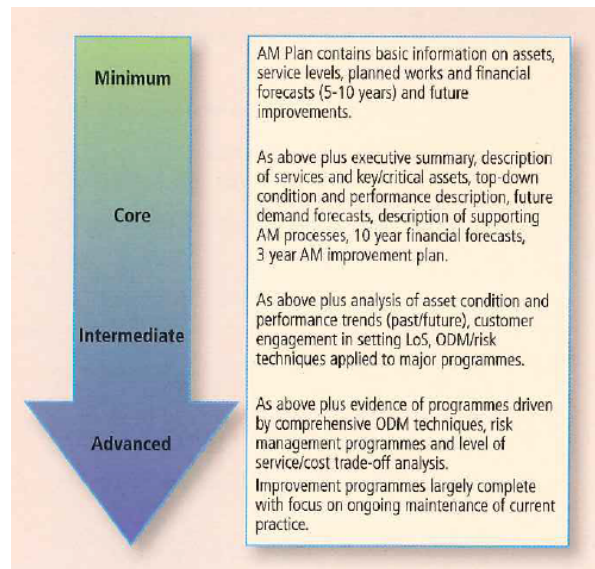 Minimum
AM Plan contains basic information on assets,
service levels, planned works and financial
forecasts (5-10 years) and future
improvements.
Core
As above plus executive summary, description
of services and key/critical assets, top-down
condition and performance description, future
demand forecasts, description of supporting
AM processes, 10 year financial forecasts,
3 year AM improvement plan.
Intermediate
As above plus analysis of asset condition and
performance trends (past/future), customer
engagement in setting LoS, ODM/risk
techniques applied to major programmes.
Advanced
As above plus evidence of programmes driven
by comprehensive ODM techniques, risk
management programmes and level of
service/cost trade-off analysis.
Improvement programmes largely complete
with focus on ongoing maintenance of current
practice.